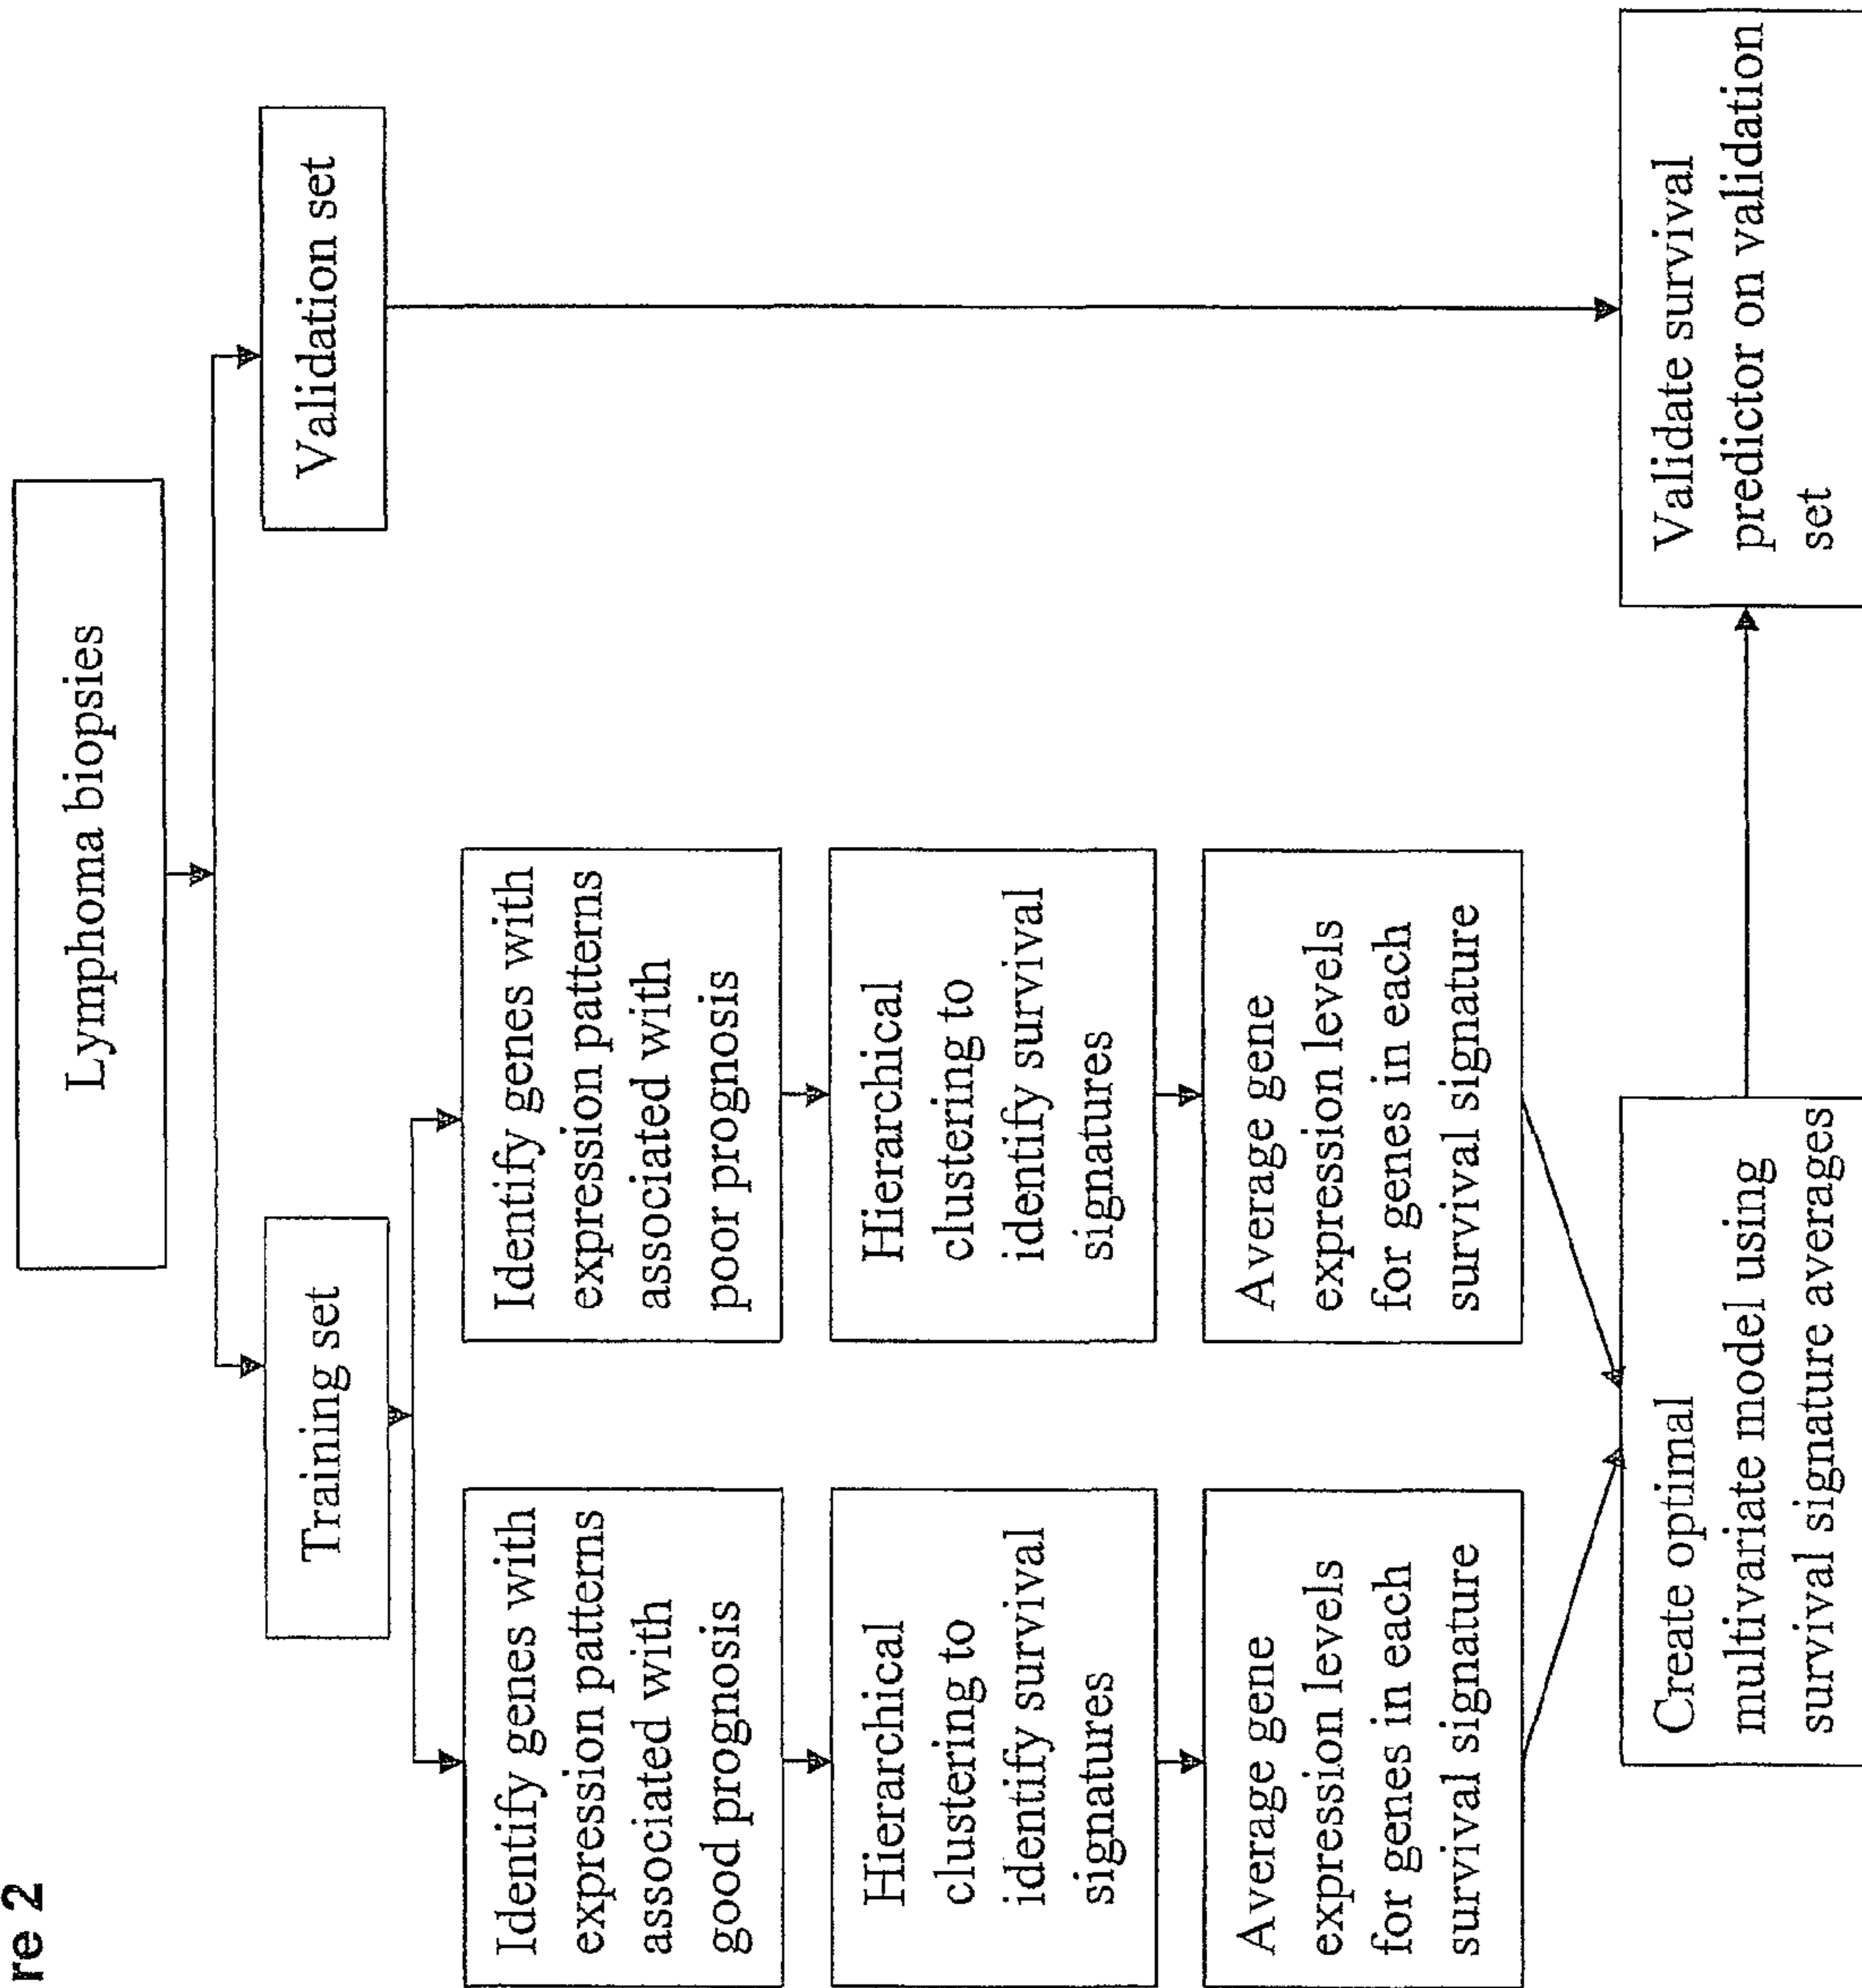 re 2
Lymphoma biopsies
Training set
Validation set
Identify genes with
expression patterns
associated with
good prognosis
Identify genes with
expression patterns
associated with
poor prognosis
Hierarchical
clustering to
identify survival
signatures
Hierarchical
clustering to
identify survival
signatures
Average gene
expression levels
for genes in each
survival signature
Average gene
expression levels
for genes in each
survival signature
Create optimal
multivariate model using
survival signature averages
Validate survival
predictor on validation
set